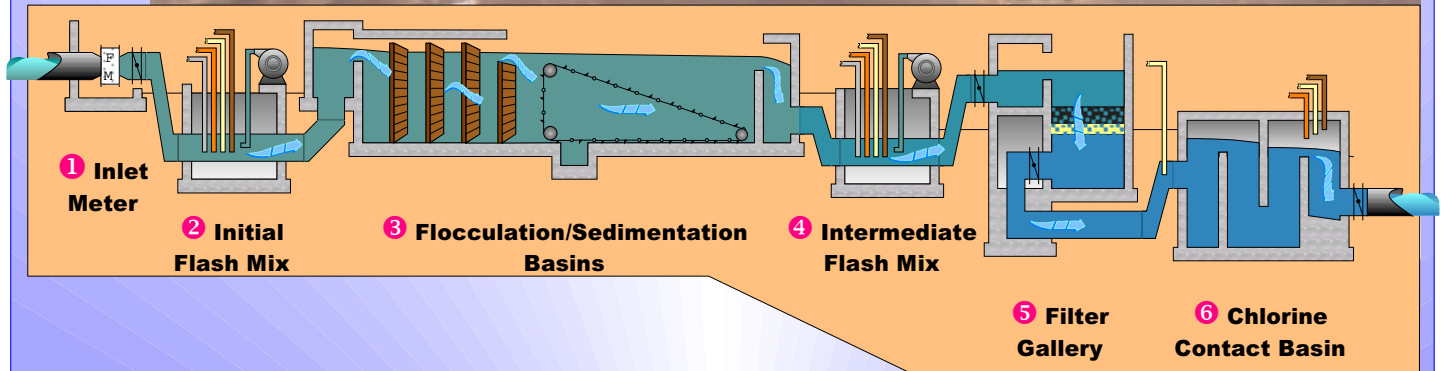 F
M
❶ Inlet
Meter
❷ Initial
Flash Mix
❸ Flocculation/Sedimentation
Basins
❹ Intermediate
Flash Mix
❺ Filter
Gallery
❻ Chlorine
Contact Basin